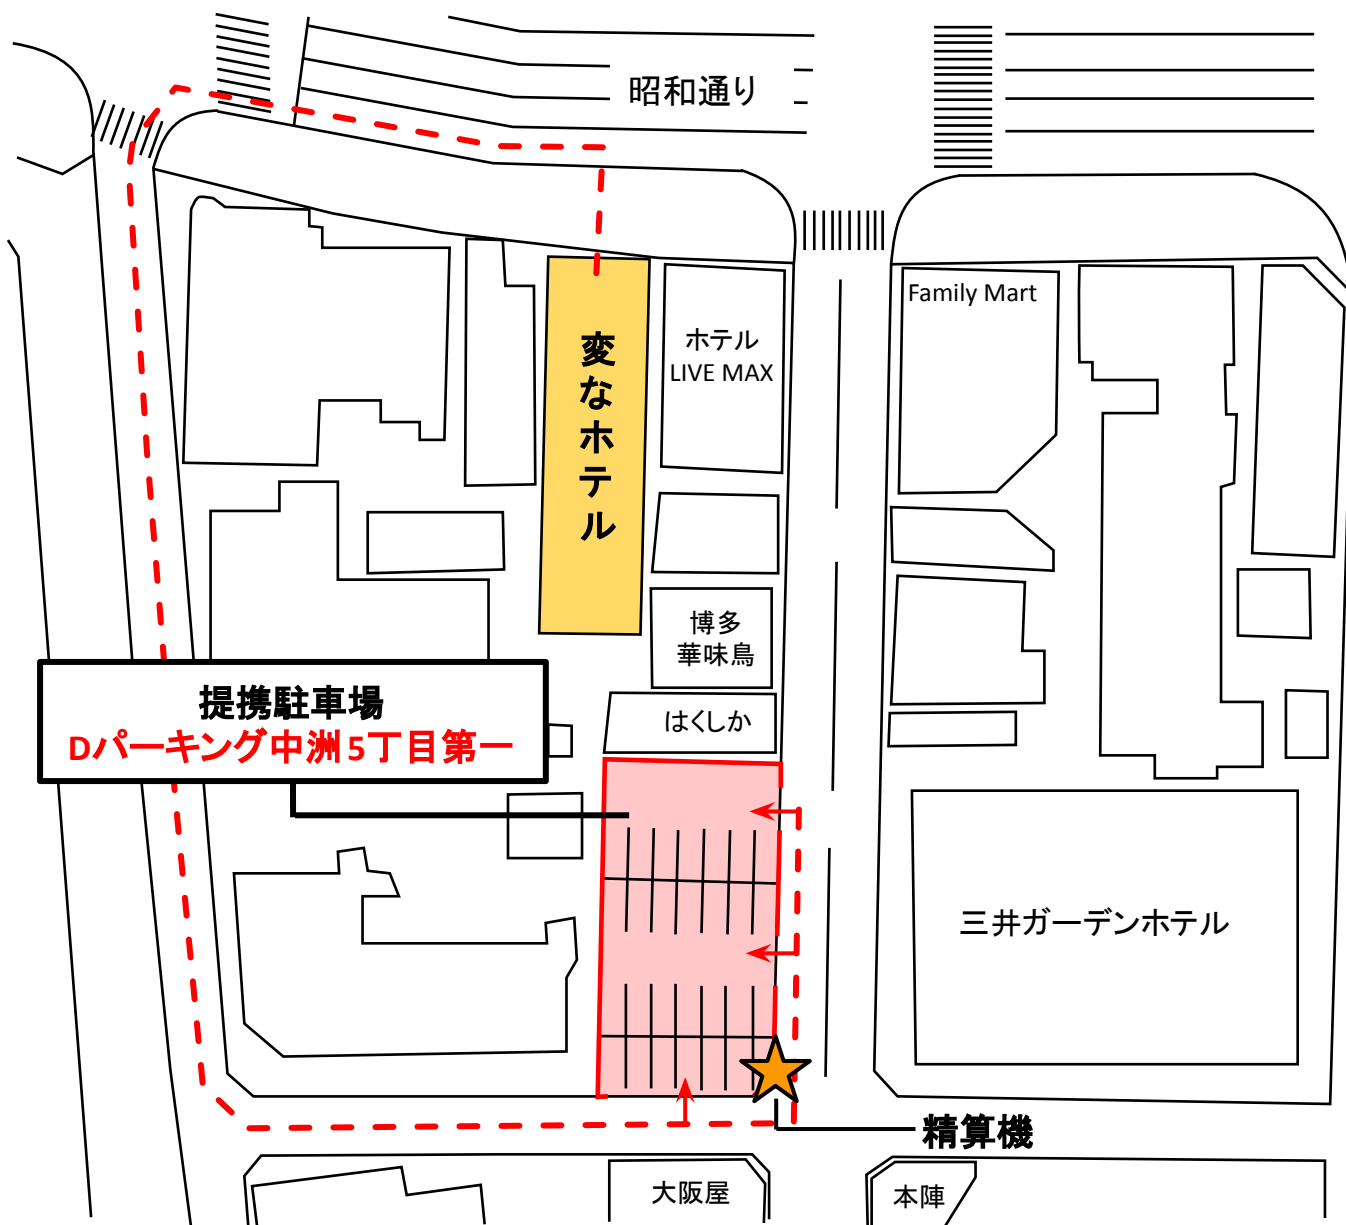 昭和通り
Family Mart
変なホテル
ホテル
LIVE MAX
博多
華味鳥
提携駐車場
Dパーキング中洲5丁目第一
はくしか
三井ガーデンホテル
精算機
大阪屋
本陣